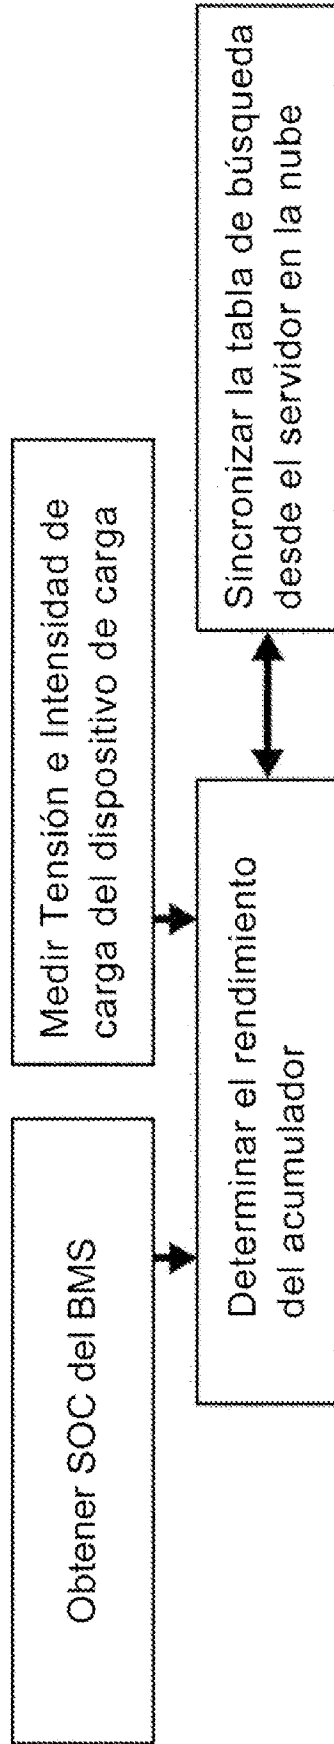 Obtener SOC del BMS
Medir Tensión e Intensidad de
carga del dispositivo de carga
Determinar el rendimiento
del acumulador
Sincronizar la tabla de búsqueda
desde el servidor en la nube